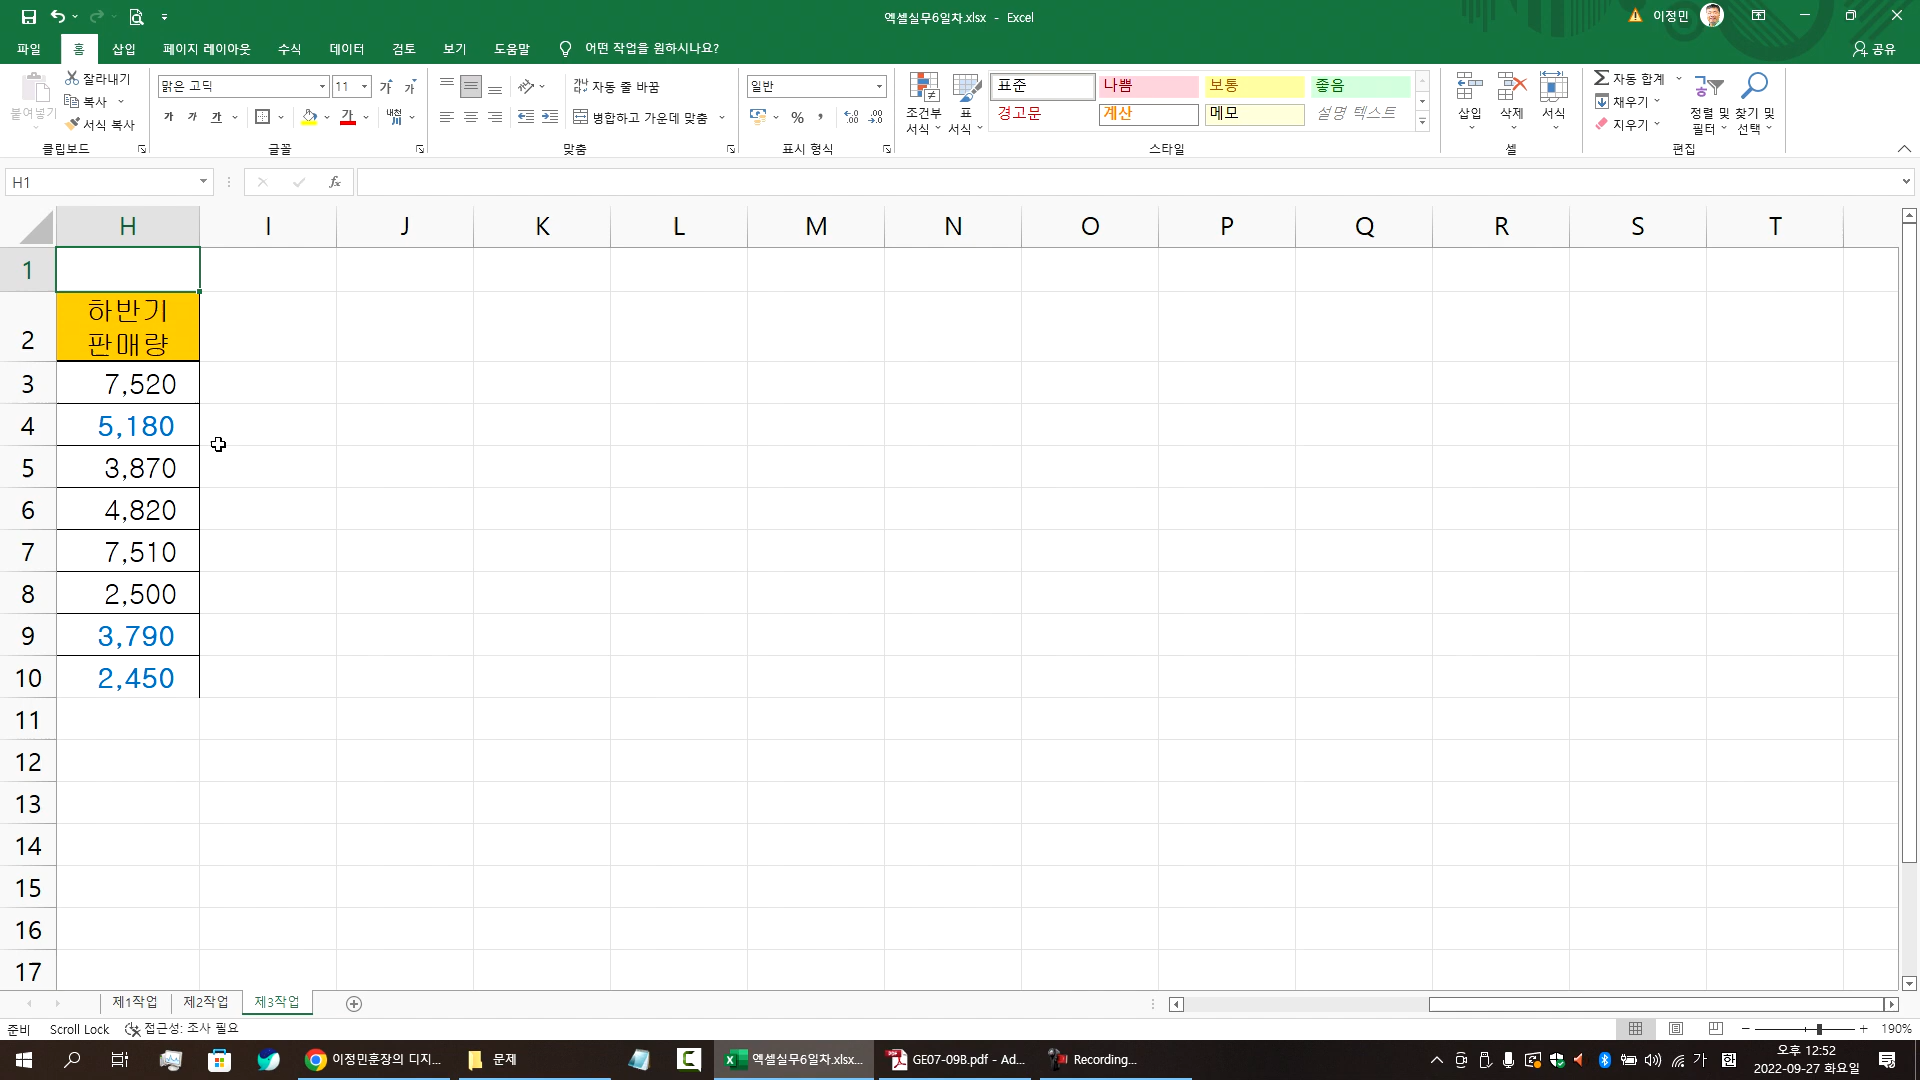 엑셀실무6일차.xlsx - Excel
이정민
파일 홈 삽입 페이지 레이아웃 수식 데이터 검토 보기 도움말 어떤 작업을 원하시나요? 공유
붙여넣기 잘라내기 복사 서식 복사
클립보드
맑은 고딕 11
가 가 가 가 내천
글꼴
자동 줄 바꿈
병합하고 가운데 맞춤
맞춤
일반
% ,
표시 형식
조건부 서식 표 서식
표준 나쁨 보통 좋음
경고문 계산 메모 설명 텍스트
스타일
삽입 삭제 서식
셀
자동 합계
채우기
지우기
정렬 및 필터 찾기 및 선택
편집
H1 fx
H I J K L M N O P Q R S T
1
2 하반기
판매량
3 7,520
4 5,180
5 3,870
6 4,820
7 7,510
8 2,500
9 3,790
10 2,450
11
12
13
14
15
16
17
제1작업 제2작업 제3작업
준비 Scroll Lock 접근성: 조사 필요 190%
이정민훈장의 디지... 문제 엑셀실무6일차.xlsx... GE07-09B.pdf - Ad... Recording... 가 한
오후 12:52
2022-09-27 화요일